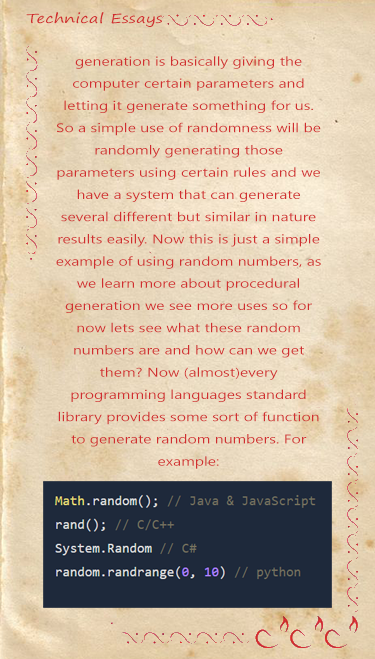 Technical Essays
generation is basically giving the
computer certain parameters and
letting it generate something for us.
So a simple use of randomness will be
randomly generating those
parameters using certain rules and we
have a system that can generate
several different but similar in nature
results easily. Now this is just a simple
example of using random numbers, as
we learn more about procedural
generation we see more uses so for
now lets see what these random
numbers are and how can we get
them? Now (almost)every
programming languages standard
library provides some sort of function
to generate random numbers. For
example:
Math.random(); // Java & JavaScript
rand(); // C/C++
System.Random // C#
random.randrange(0, 10) // python